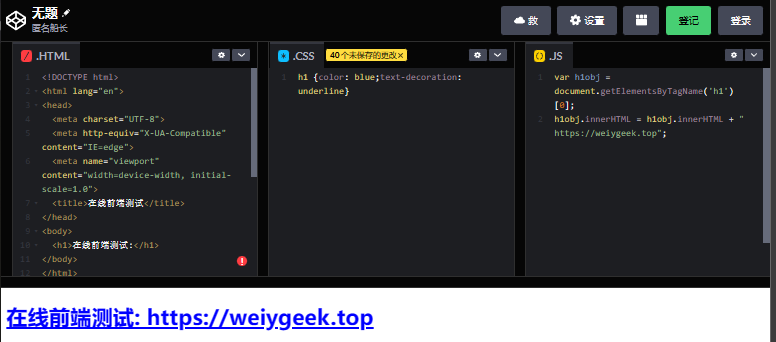 无题
匿名船长
救
设置
登记
登录
.HTML
.CSS
40 个未保存的更改 ×
.JS
1 <!DOCTYPE html>
2 <html lang="en">
3 <head>
4 <meta charset="UTF-8">
5 <meta http-equiv="X-UA-Compatible"
content="IE=edge">
6 <meta name="viewport"
content="width=device-width, initial-
scale=1.0">
7 <title>在线前端测试</title>
8 </head>
9 <body>
10 <h1>在线前端测试:</h1>
11 </body>
12 </html>
1 h1 {color: blue;text-decoration:
underline}
1 var h1obj =
document.getElementsByTagName('h1')
[0];
2 h1obj.innerHTML = h1obj.innerHTML + "
https://weiygeek.top";
在线前端测试: https://weiygeek.top